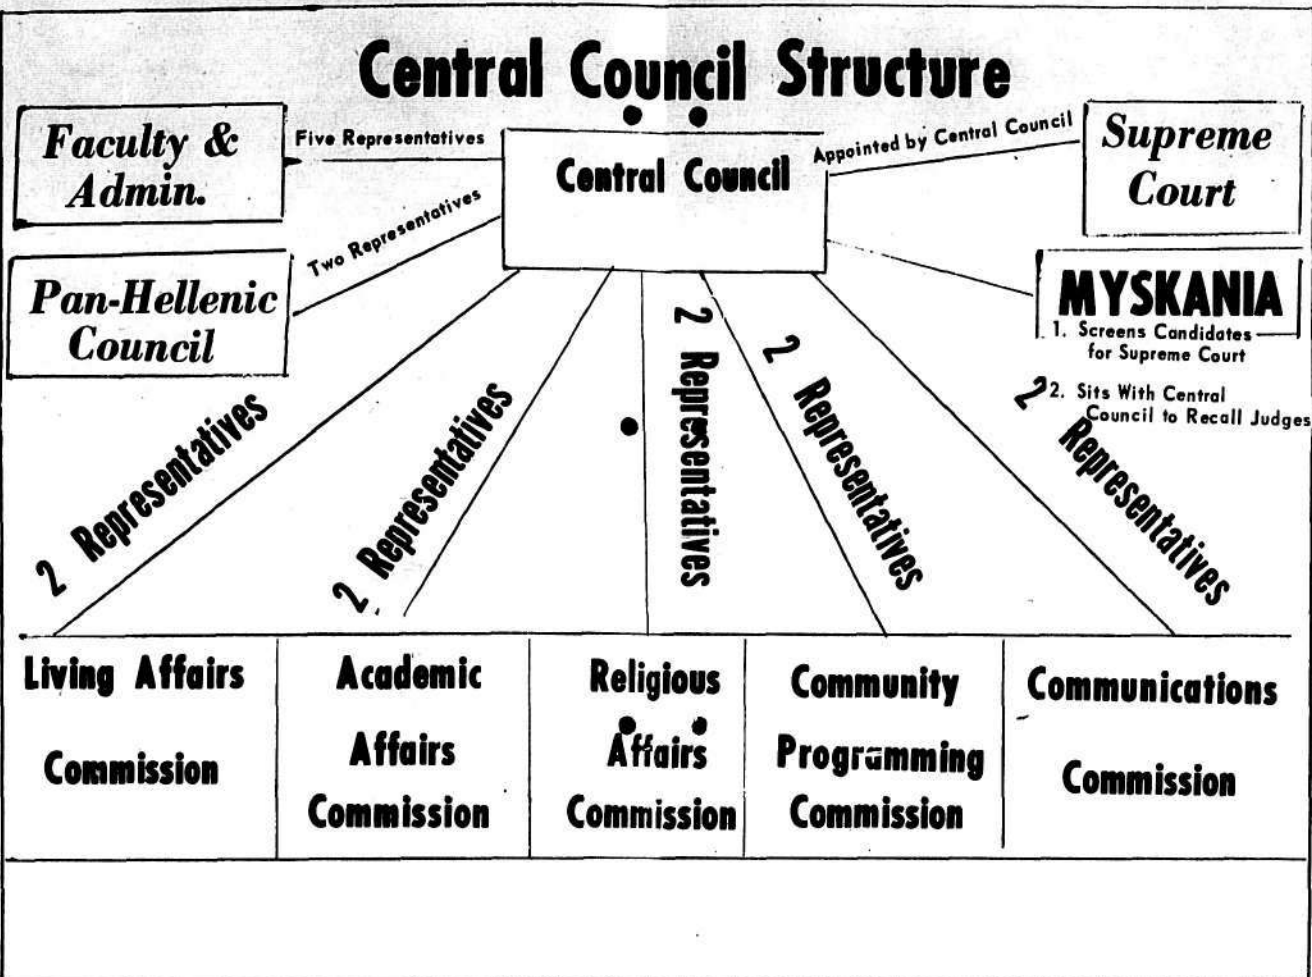 Central Council Structure
Faculty &
Admin.
Five Representatives
Central Council
Appointed by Central Council
Supreme
Court
Pan-Hellenic
Council
Two Representatives
MYSKANIA
1. Screens Candidates
for Supreme Court
2. Sits With Central
Council to Recall Judges
2 Representatives
2 Representatives
2 Representatives
2 Representatives
2 Representatives
Living Affairs
Commission
Academic
Affairs
Commission
Religious
Affairs
Commission
Community
Programming
Commission
Communications
Commission